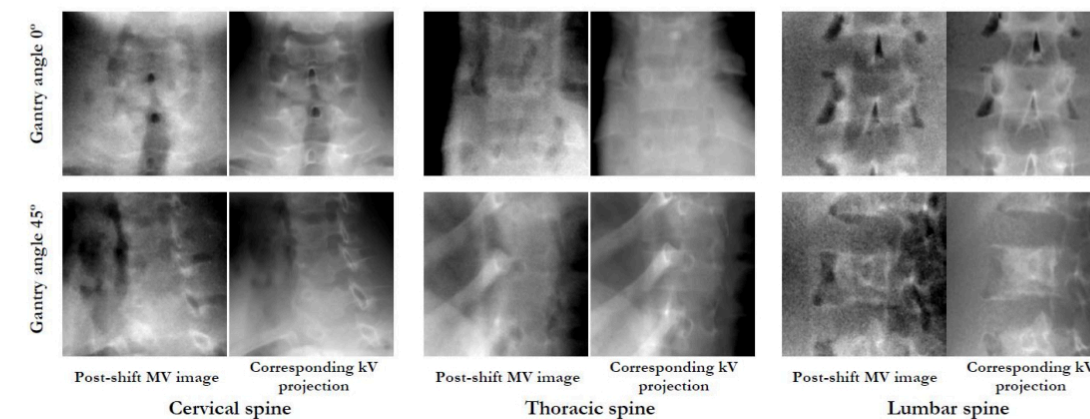 Gantry angle 0°
Gantry angle 45°
Post-shift MV image
Corresponding kV
projection
Post-shift MV image
Corresponding kV
projection
Post-shift MV image
Corresponding kV
projection
Cervical spine
Thoracic spine
Lumbar spine